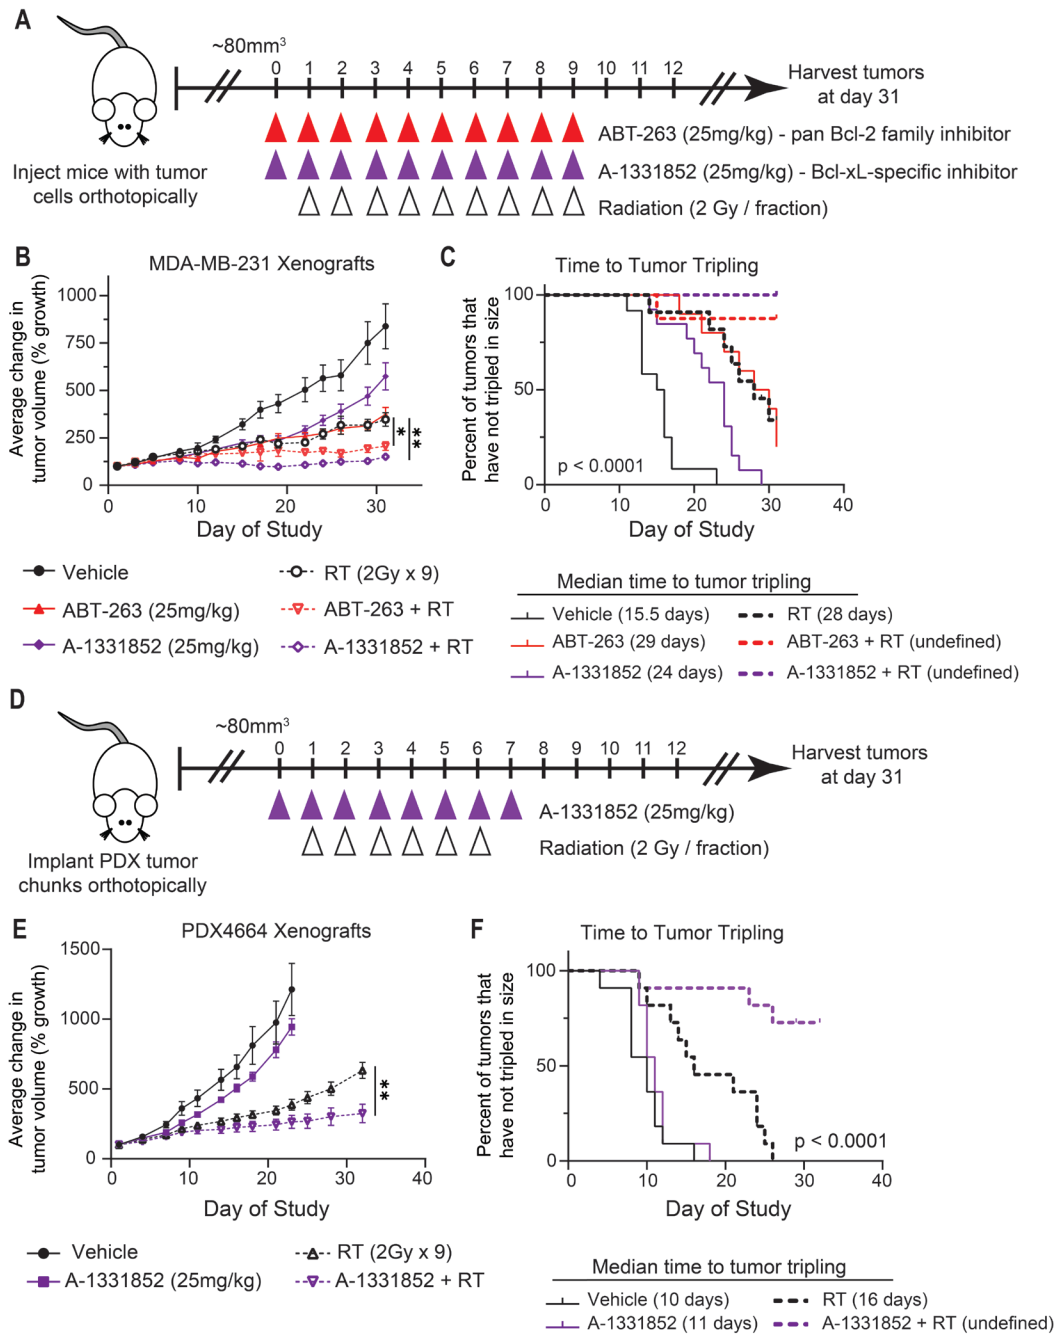 A
~80mm³
0 1 2 3 4 5 6 7 8 9 10 11 12
Harvest tumors
at day 31
ABT-263 (25mg/kg) - pan Bcl-2 family inhibitor
A-1331852 (25mg/kg) - Bcl-xL-specific inhibitor
Radiation (2 Gy / fraction)
Inject mice with tumor
cells orthotopically
B
MDA-MB-231 Xenografts
Average change in
tumor volume (% growth)
1000
750
500
250
0
0 10 20 30
Day of Study
*
**
Vehicle
ABT-263 (25mg/kg)
A-1331852 (25mg/kg)
RT (2Gy x 9)
ABT-263 + RT
A-1331852 + RT
C
Time to Tumor Tripling
Percent of tumors that
have not tripled in size
100
50
0
p < 0.0001
0 10 20 30 40
Day of Study
Median time to tumor tripling
Vehicle (15.5 days)
ABT-263 (29 days)
A-1331852 (24 days)
RT (28 days)
ABT-263 + RT (undefined)
A-1331852 + RT (undefined)
D
~80mm³
0 1 2 3 4 5 6 7 8 9 10 11 12
Harvest tumors
at day 31
A-1331852 (25mg/kg)
Radiation (2 Gy / fraction)
Implant PDX tumor
chunks orthotopically
E
PDX4664 Xenografts
Average change in
tumor volume (% growth)
1500
1000
500
0
0 10 20 30 40
Day of Study
**
Vehicle
A-1331852 (25mg/kg)
RT (2Gy x 9)
A-1331852 + RT
F
Time to Tumor Tripling
Percent of tumors that
have not tripled in size
100
50
0
p < 0.0001
0 10 20 30 40
Day of Study
Median time to tumor tripling
Vehicle (10 days)
A-1331852 (11 days)
RT (16 days)
A-1331852 + RT (undefined)